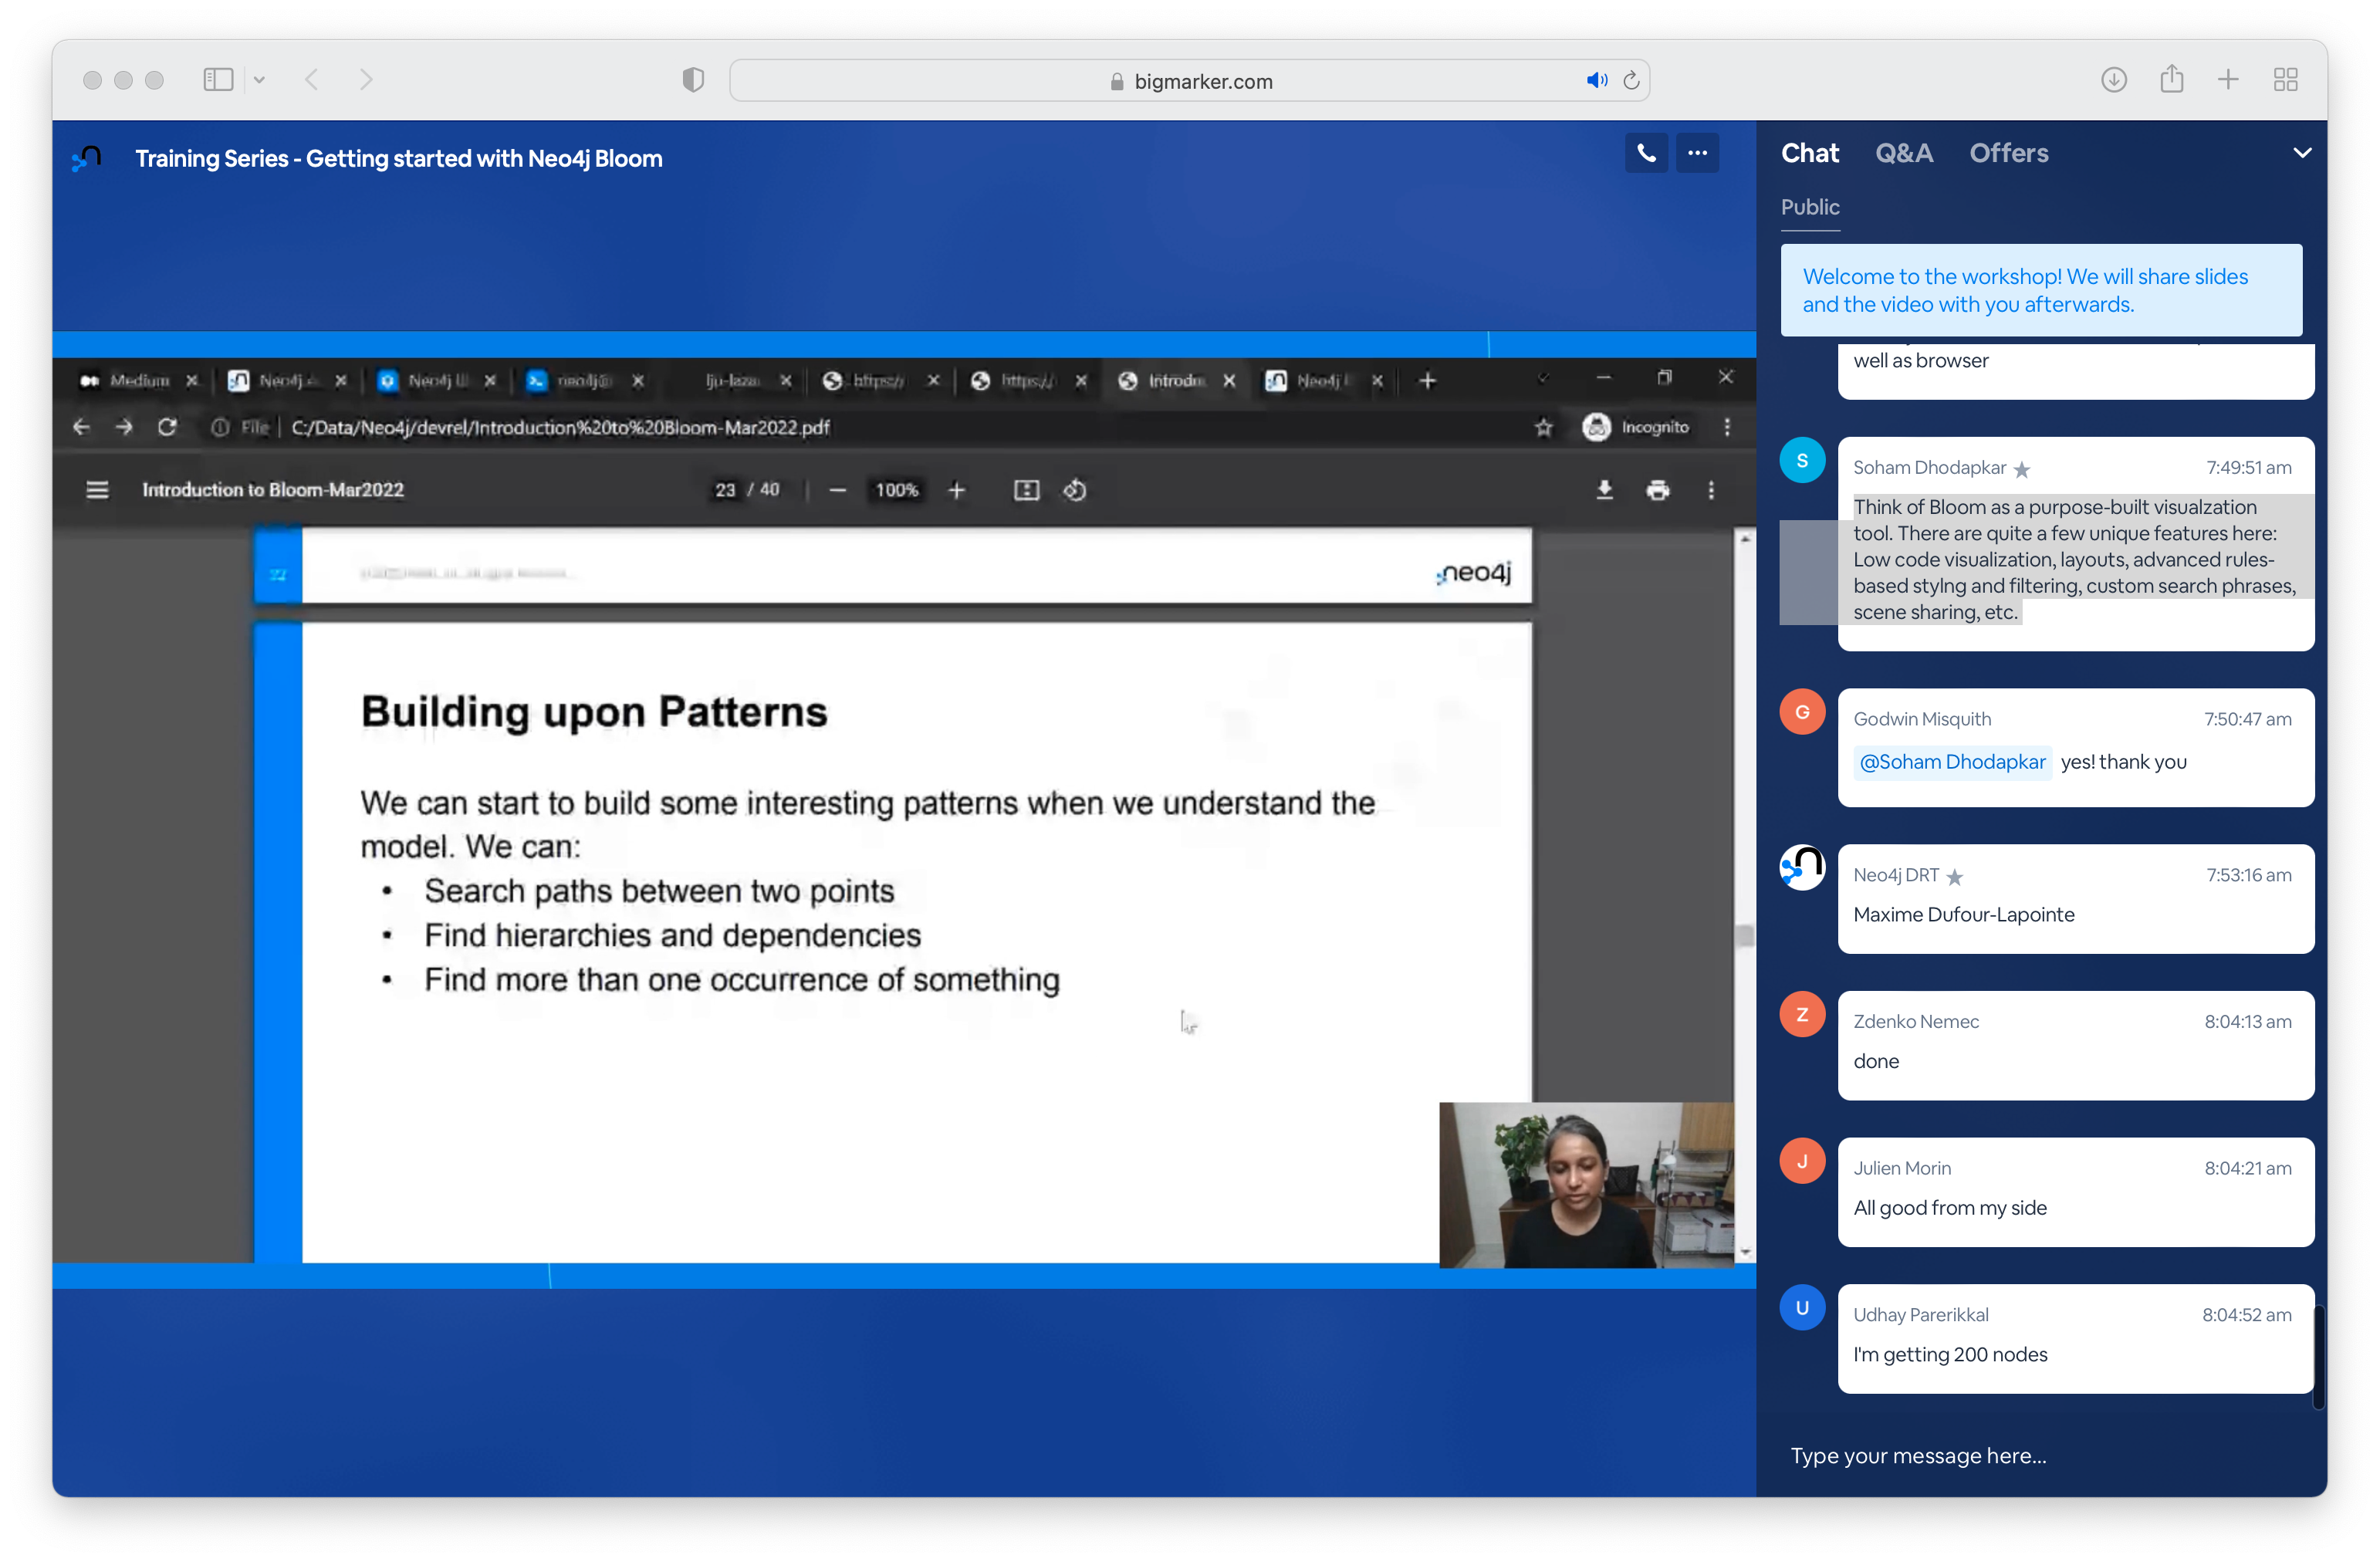 bigmarker.com
Training Series - Getting started with Neo4j Bloom
Medium
Neo4j
Neo4j
neo4j@
https://
https://
Introdu
Neo4j
File
C:/Data/Neo4j/devrel/Introduction%20to%20Bloom-Mar2022.pdf
Incognito
Introduction to Bloom-Mar2022
23 / 40
100%
22
neo4j
Building upon Patterns
We can start to build some interesting patterns when we understand the
model. We can:
• Search paths between two points
• Find hierarchies and dependencies
• Find more than one occurrence of something
Chat
Q&A
Offers
Public
Welcome to the workshop! We will share slides
and the video with you afterwards.
well as browser
S
Soham Dhodapkar ★
7:49:51 am
Think of Bloom as a purpose-built visualzation
tool. There are quite a few unique features here:
Low code visualization, layouts, advanced rules-
based stylng and filtering, custom search phrases,
scene sharing, etc.
G
Godwin Misquith
7:50:47 am
@Soham Dhodapkar yes! thank you
Neo4j DRT ★
7:53:16 am
Maxime Dufour-Lapointe
Z
Zdenko Nemec
8:04:13 am
done
J
Julien Morin
8:04:21 am
All good from my side
U
Udhay Parerikkal
8:04:52 am
I'm getting 200 nodes
Type your message here...